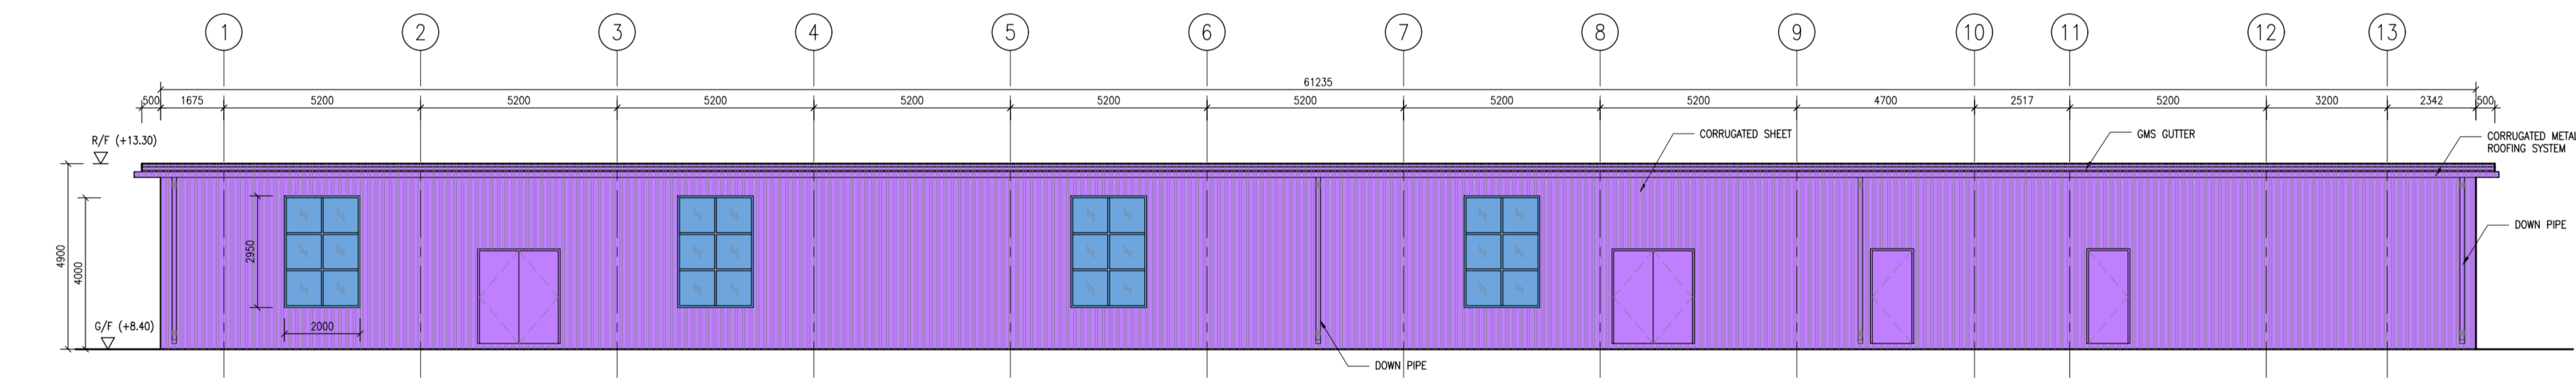 1 2 3 4 5 6 7 8 9 10 11 12 13
61235
500 1675 5200 5200 5200 5200 5200 5200 5200 5200 4700 2517 5200 3200 2342 500
R/F (+13.30)
CORRUGATED SHEET
GMS GUTTER
CORRUGATED METAL
ROOFING SYSTEM
4900
4000
2950
DOWN PIPE
G/F (+8.40)
2000
DOWN PIPE